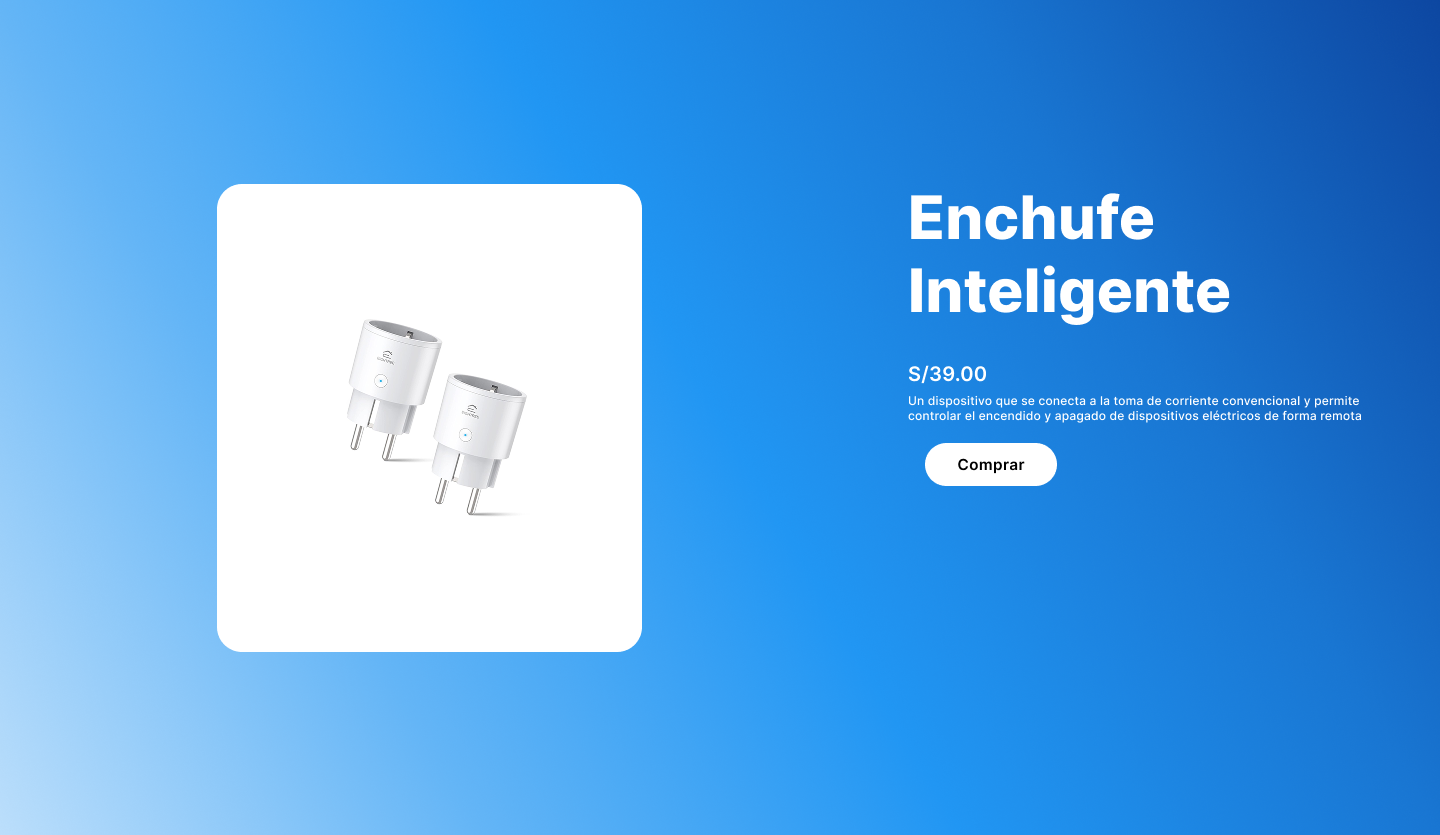 Enchufe
Inteligente
S/39.00
Un dispositivo que se conecta a la toma de corriente convencional y permite
controlar el encendido y apagado de dispositivos eléctricos de forma remota
Comprar